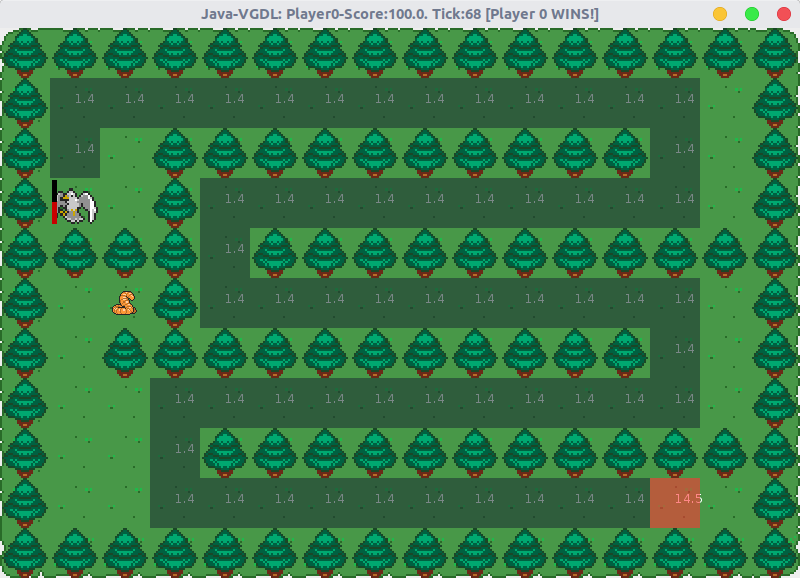 Java-VGDL: Player0-Score:100.0. Tick:68 [Player 0 WINS!]
1.4 1.4 1.4 1.4 1.4 1.4 1.4 1.4 1.4 1.4 1.4 1.4 1.4
1.4 1.4
1.4 1.4 1.4 1.4 1.4 1.4 1.4 1.4 1.4 1.4
1.4
1.4 1.4 1.4 1.4 1.4 1.4 1.4 1.4 1.4 1.4
1.4
1.4 1.4 1.4 1.4 1.4 1.4 1.4 1.4 1.4 1.4 1.4
1.4
1.4 1.4 1.4 1.4 1.4 1.4 1.4 1.4 1.4 1.4 14.5